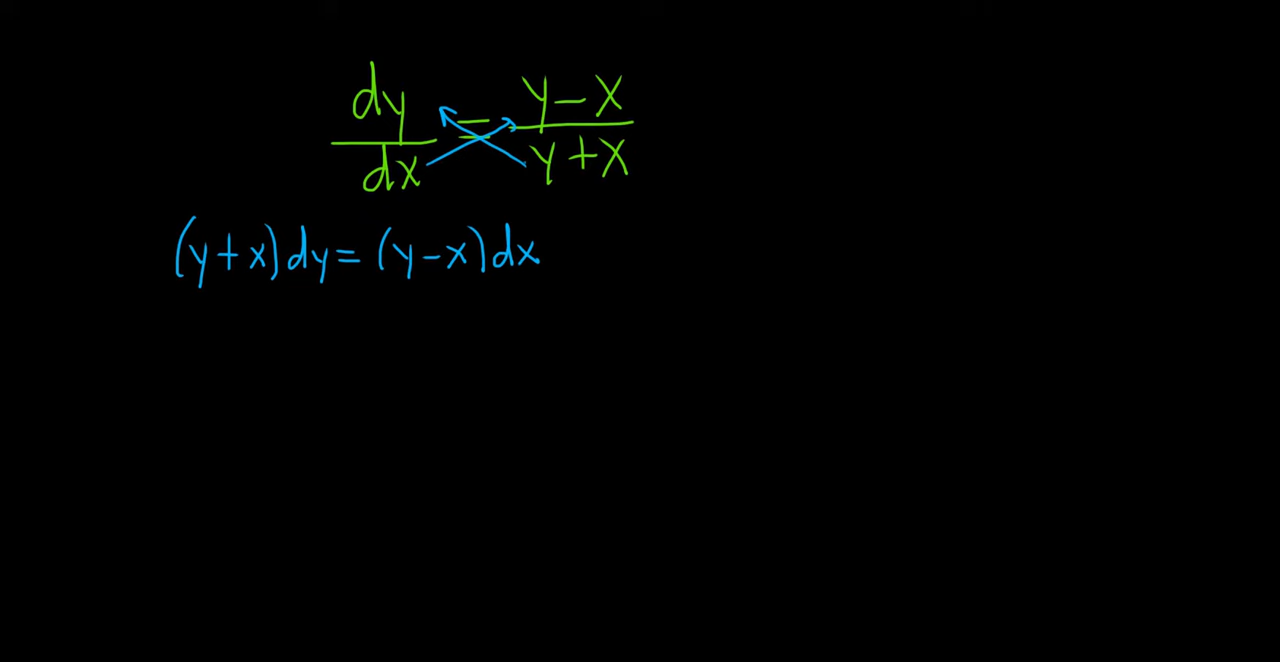 dy/dx = (y - x)/(y + x)
(y + x) dy = (y - x) dx